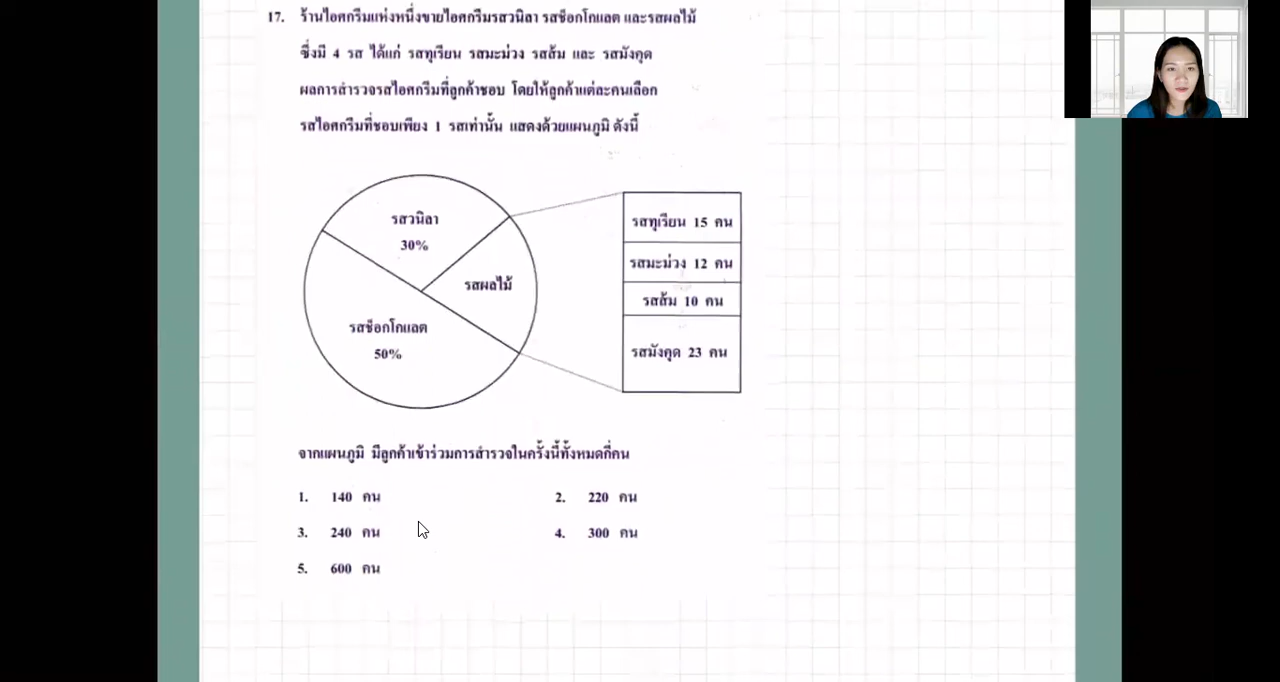 17. ร้านไอศกรีมแห่งหนึ่งขายไอศกรีมรสวนิลา รสช็อกโกแลต และรสผลไม้
ซึ่งมี 4 รส ได้แก่ รสทุเรียน รสมะม่วง รสส้ม และ รสมังคุด
ผลการสำรวจรสไอศกรีมที่ลูกค้าชอบ โดยให้ลูกค้าแต่ละคนเลือก
รสไอศกรีมที่ชอบเพียง 1 รสเท่านั้น แสดงด้วยแผนภูมิ ดังนี้
รสวนิลา
30%
รสผลไม้
รสช็อกโกแลต
50%
รสทุเรียน 15 คน
รสมะม่วง 12 คน
รสส้ม 10 คน
รสมังคุด 23 คน
จากแผนภูมิ มีลูกค้าเข้าร่วมการสำรวจในครั้งนี้ทั้งหมดกี่คน
1. 140 คน 2. 220 คน
3. 240 คน 4. 300 คน
5. 600 คน